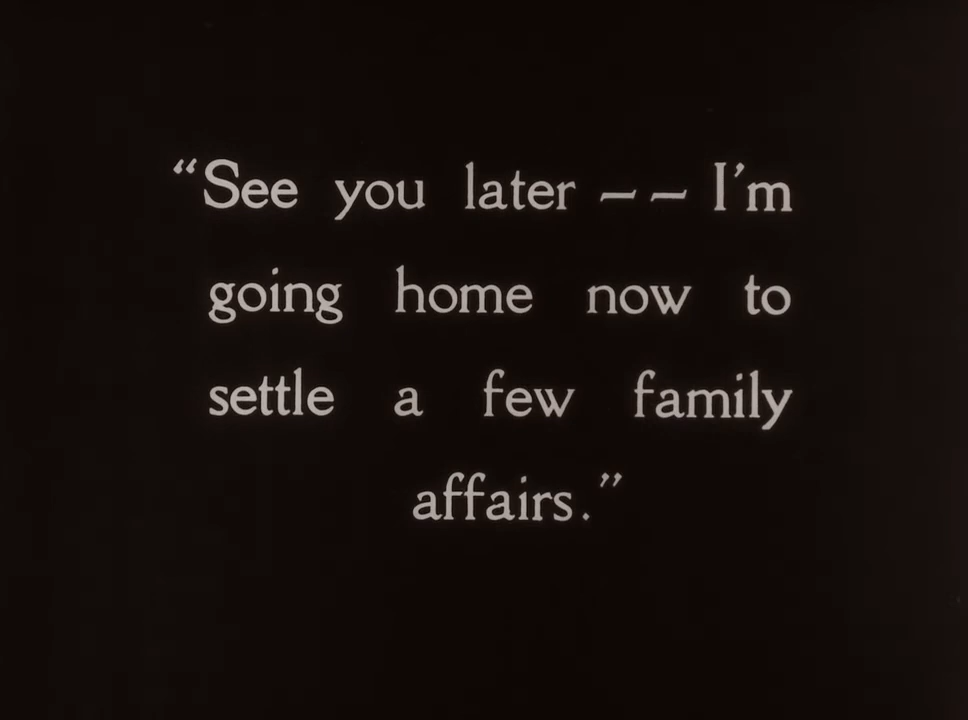 “See you later -- I’m
going home now to
settle a few family
affairs.”